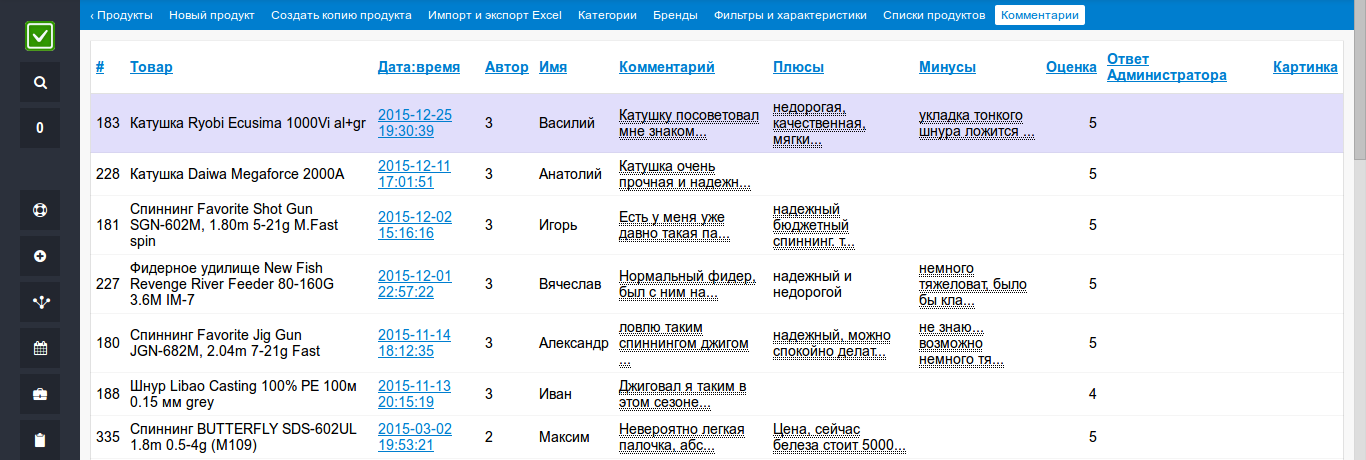 ‹ Продукты Новый продукт Создать копию продукта Импорт и экспорт Excel Категории Бренды Фильтры и характеристики Списки продуктов Комментарии
# Товар Дата:время Автор Имя Комментарий Плюсы Минусы Оценка Ответ Администратора Картинка
0
183 Катушка Ryobi Ecusima 1000Vi al+gr 2015-12-25 19:30:39 3 Василий Катушку посоветовал мне знаком... недорогая, качественная, мягки... укладка тонкого шнура ложится ... 5
228 Катушка Daiwa Megaforce 2000A 2015-12-11 17:01:51 3 Анатолий Катушка очень прочная и надежн... 5
181 Спиннинг Favorite Shot Gun SGN-602M, 1.80m 5-21g M.Fast spin 2015-12-02 15:16:16 3 Игорь Есть у меня уже давно такая па... надежный бюджетный спиннинг. т... 5
227 Фидерное удилище New Fish Revenge River Feeder 80-160G 3.6M IM-7 2015-12-01 22:57:22 3 Вячеслав Нормальный фидер, был с ним на... надежный и недорогой немного тяжеловат, было бы кла... 5
180 Спиннинг Favorite Jig Gun JGN-682M, 2.04m 7-21g Fast 2015-11-14 18:12:35 3 Александр ловлю таким спиннингом джигом ... надежный, можно спокойно делат... не знаю... возможно немного тя... 5
188 Шнур Libao Casting 100% PE 100м 0.15 мм grey 2015-11-13 20:15:19 3 Иван Джиговал я таким в этом сезоне... 4
335 Спиннинг BUTTERFLY SDS-602UL 1.8m 0.5-4g (M109) 2015-03-02 19:53:21 2 Максим Невероятно легкая палочка, абс... Цена, сейчас белеза стоит 5000... 5